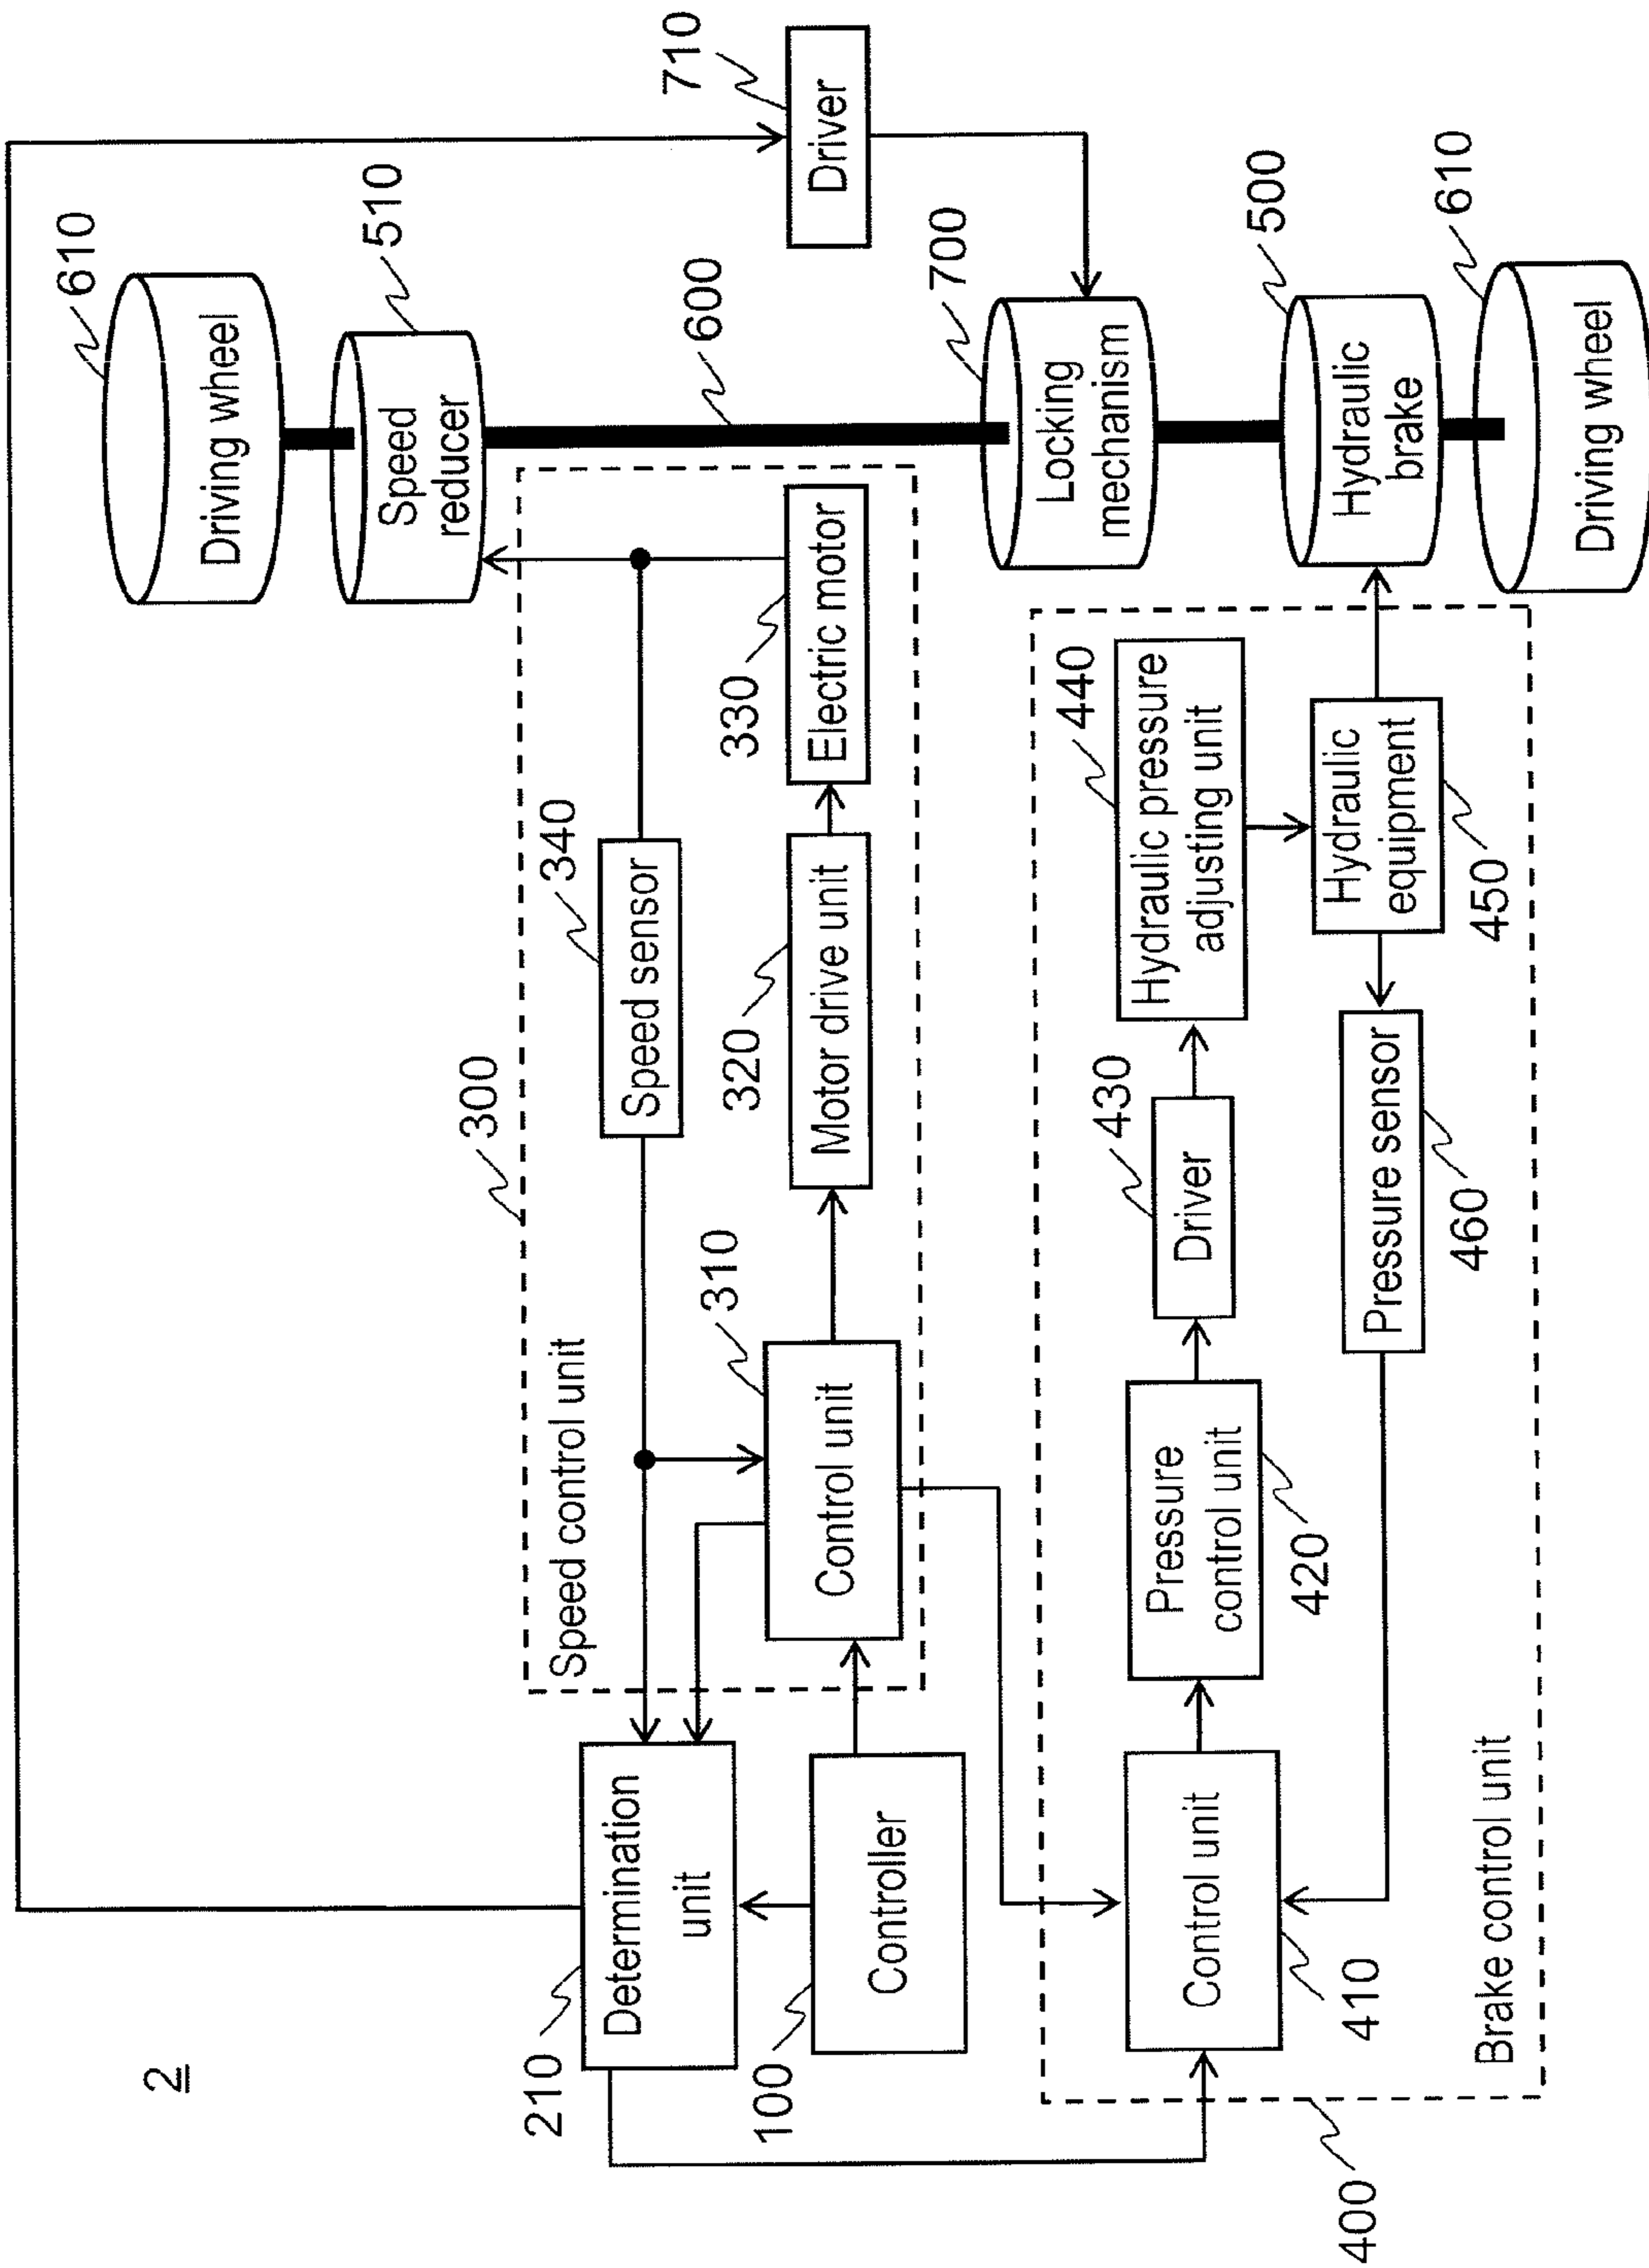 2
610
Driving wheel
510
Speed
reducer
600
710
Driver
700
Locking
mechanism
500
Hydraulic
brake
610
Driving wheel
300
Speed control unit
340
Speed sensor
310
Control unit
320
Motor drive unit
330
Electric motor
210
Determination
unit
100
Controller
400
Brake control unit
410
Control unit
420
Pressure
control unit
430
Driver
440
Hydraulic pressure
adjusting unit
450
Hydraulic
equipment
460
Pressure sensor